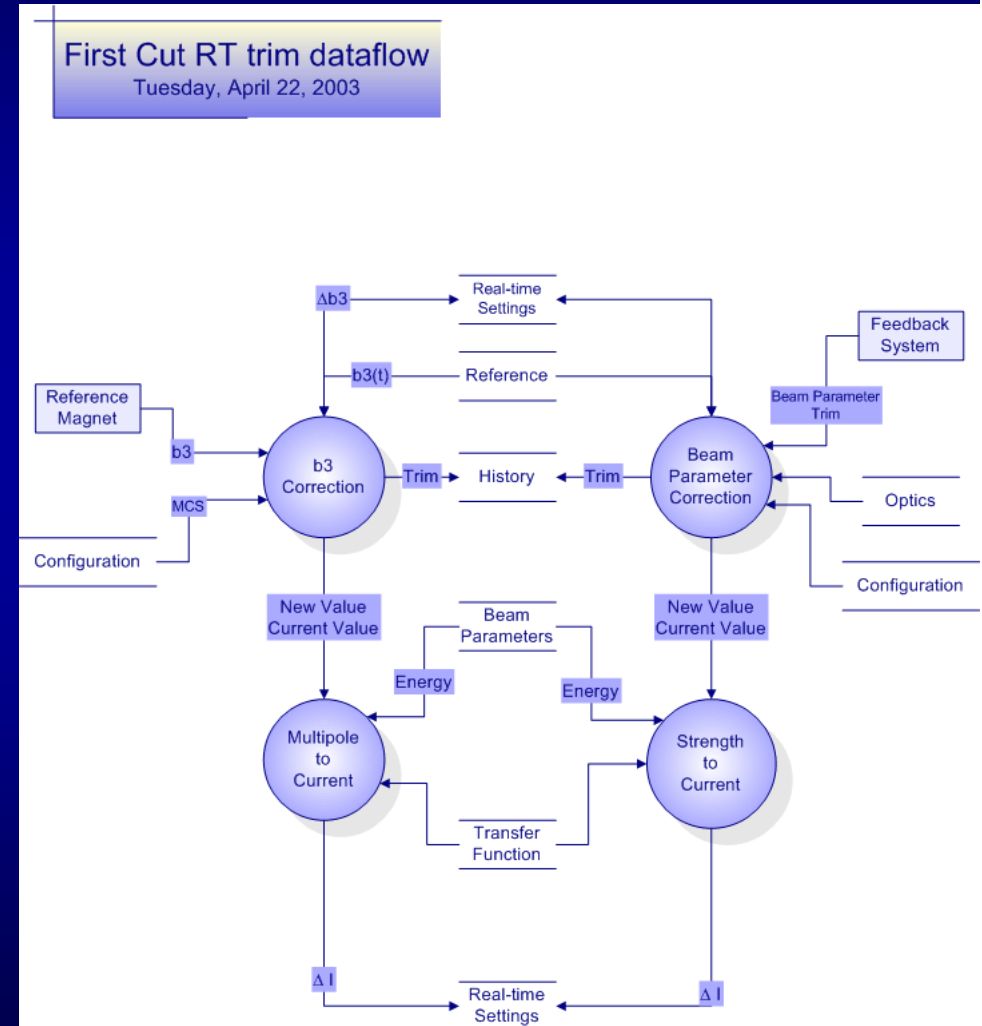 First Cut RT trim dataflow
Tuesday, April 22, 2003
Δb3
Real-time
Settings
Feedback
System
b3(t)
Reference
Reference
Magnet
Beam Parameter
Trim
b3
b3
Correction
Trim
History
Trim
Beam
Parameter
Correction
MCS
Optics
Configuration
Configuration
New Value
Current Value
Beam
Parameters
New Value
Current Value
Energy
Energy
Multipole
to
Current
Strength
to
Current
Transfer
Function
Δ I
Real-time
Settings
Δ I